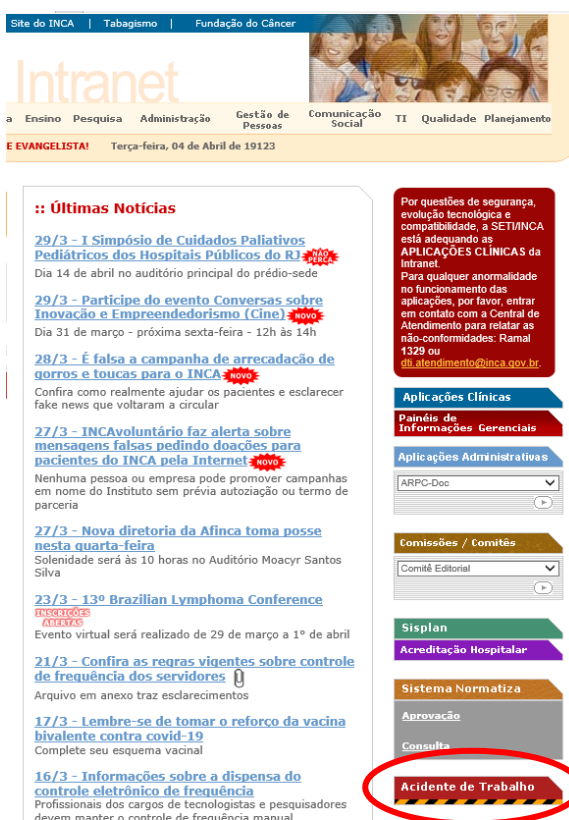 Site do INCA | Tabagismo | Fundação do Câncer
Intranet
a Ensino Pesquisa Administração Gestão de Pessoas Comunicação Social TI Qualidade Planejamento
E EVANGELISTA! Terça-feira, 04 de Abril de 19123
:: Últimas Notícias
29/3 - I Simpósio de Cuidados Paliativos
Pediátricos dos Hospitais Públicos do RJ NÃO PERCA
Dia 14 de abril no auditório principal do prédio-sede
29/3 - Participe do evento Conversas sobre
Inovação e Empreendedorismo (Cine) NOVO
Dia 31 de março - próxima sexta-feira - 12h às 14h
28/3 - É falsa a campanha de arrecadação de
gorros e toucas para o INCA NOVO
Confira como realmente ajudar os pacientes e esclarecer
fake news que voltaram a circular
27/3 - INCAvoluntário faz alerta sobre
mensagens falsas pedindo doações para
pacientes do INCA pela Internet NOVO
Nenhuma pessoa ou empresa pode promover campanhas
em nome do Instituto sem prévia autoziação ou termo de
parceria
27/3 - Nova diretoria da Afinca toma posse
nesta quarta-feira
Solenidade será às 10 horas no Auditório Moacyr Santos
Silva
23/3 - 13º Brazilian Lymphoma Conference
INSCRIÇÕES
ABERTAS
Evento virtual será realizado de 29 de março a 1° de abril
21/3 - Confira as regras vigentes sobre controle
de frequência dos servidores
Arquivo em anexo traz esclarecimentos
17/3 - Lembre-se de tomar o reforço da vacina
bivalente contra covid-19
Complete seu esquema vacinal
16/3 - Informações sobre a dispensa do
controle eletrônico de frequência
Profissionais dos cargos de tecnologistas e pesquisadores
devem manter o controle de frequência manual
Por questões de segurança,
evolução tecnológica e
compatibilidade, a SETI/INCA
está adequando as
APLICAÇÕES CLÍNICAS da
Intranet.
Para qualquer anormalidade
no funcionamento das
aplicações, por favor, entrar
em contato com a Central de
Atendimento para relatar as
não-conformidades: Ramal
1329 ou
dti.atendimento@inca.gov.br.
Aplicações Clínicas
Painéis de
Informações Gerenciais
Aplicações Administrativas
ARPC-Doc
Comissões / Comitês
Comitê Editorial
Sisplan
Acreditação Hospitalar
Sistema Normatiza
Aprovação
Consulta
Acidente de Trabalho